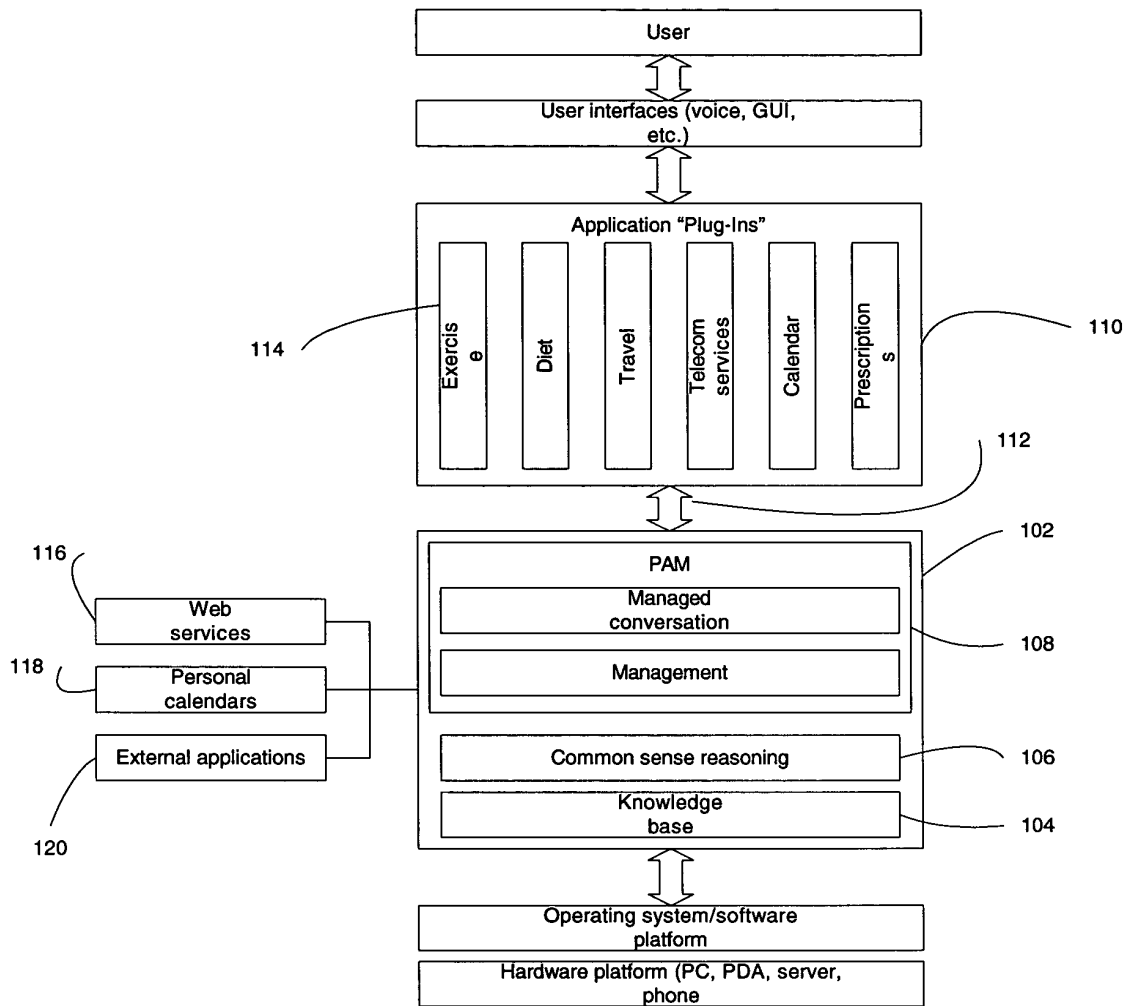 User
User interfaces (voice, GUI,
etc.)
Application “Plug-Ins”
114
Exercis
e
Diet
Travel
Telecom
services
Calendar
Prescription
s
110
112
102
PAM
116
Managed
conversation
Web
services
108
118
Management
Personal
calendars
External applications
Common sense reasoning
106
Knowledge
base
104
120
Operating system/software
platform
Hardware platform (PC, PDA, server,
phone